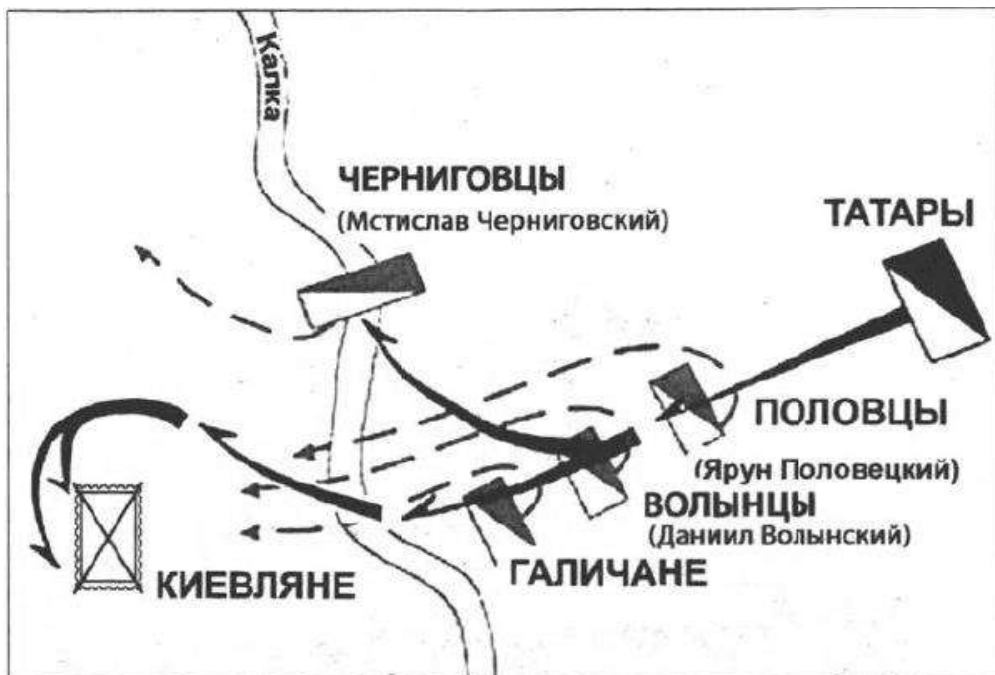 Калка
ЧЕРНИГОВЦЫ
(Мстислав Черниговский)
ТАТАРЫ
ПОЛОВЦЫ
(Ярун Половецкий)
ВОЛЫНЦЫ
(Даниил Волынский)
ГАЛИЧАНЕ
КИЕВЛЯНЕ